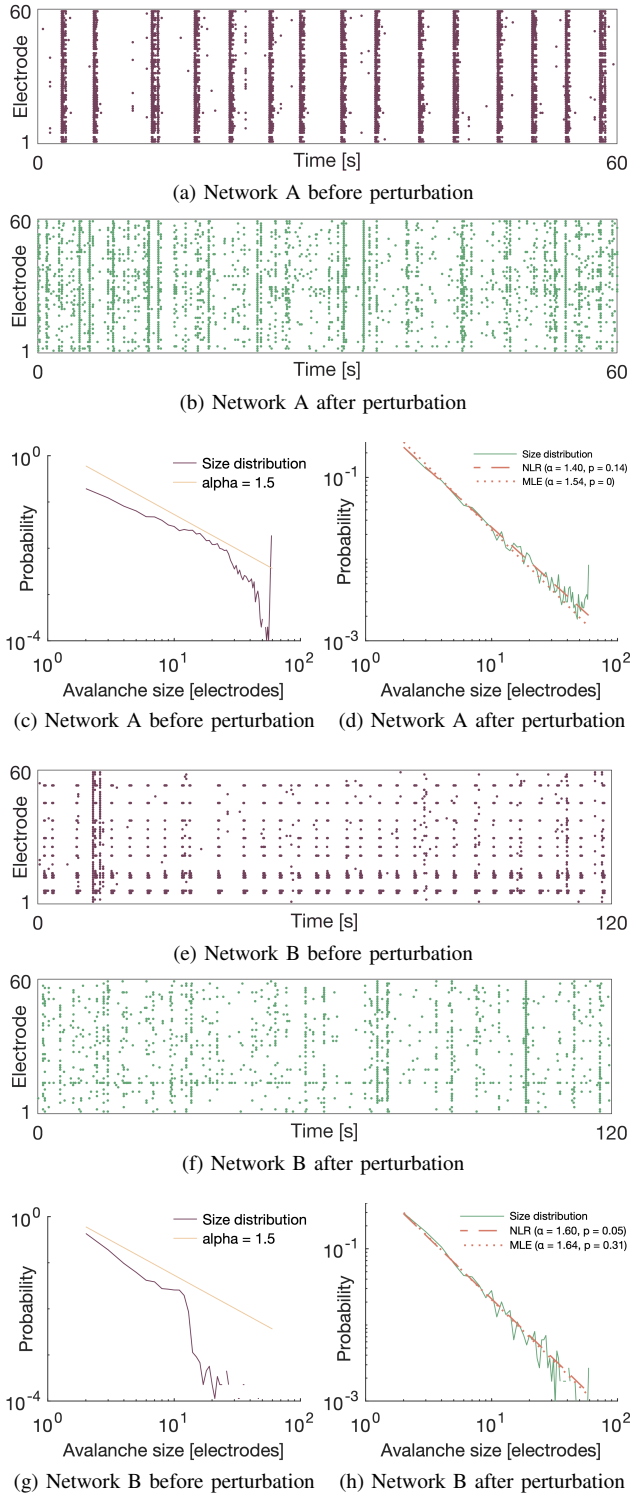 60
Electrode
1
0
Time [s]
60
(a) Network A before perturbation
60
Electrode
1
0
Time [s]
60
(b) Network A after perturbation
10^0
Probability
10^-4
Size distribution
alpha = 1.5
10^0
10^1
10^2
Avalanche size [electrodes]
(c) Network A before perturbation
10^-1
Probability
10^-3
Size distribution
NLR (α = 1.40, p = 0.14)
MLE (α = 1.54, p = 0)
10^0
10^1
10^2
Avalanche size [electrodes]
(d) Network A after perturbation
60
Electrode
1
0
Time [s]
120
(e) Network B before perturbation
60
Electrode
1
0
Time [s]
120
(f) Network B after perturbation
10^0
Probability
10^-4
Size distribution
alpha = 1.5
10^0
10^1
10^2
Avalanche size [electrodes]
(g) Network B before perturbation
10^-1
Probability
10^-3
Size distribution
NLR (α = 1.60, p = 0.05)
MLE (α = 1.64, p = 0.31)
10^0
10^1
10^2
Avalanche size [electrodes]
(h) Network B after perturbation